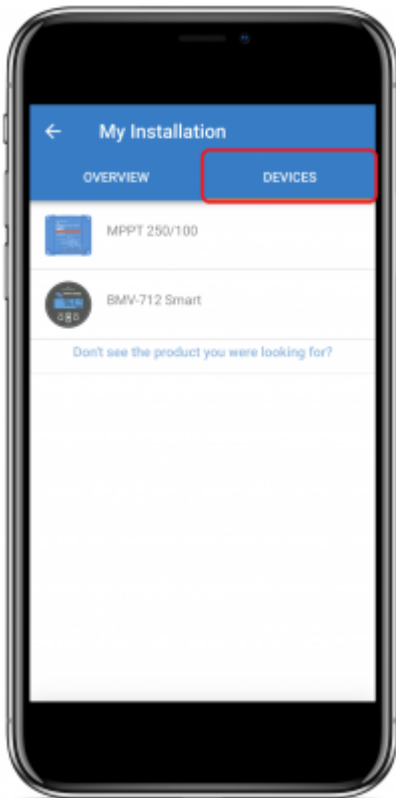 My Installation
OVERVIEW
DEVICES
MPPT 250/100
BMV-712 Smart
Don't see the product you were looking for?